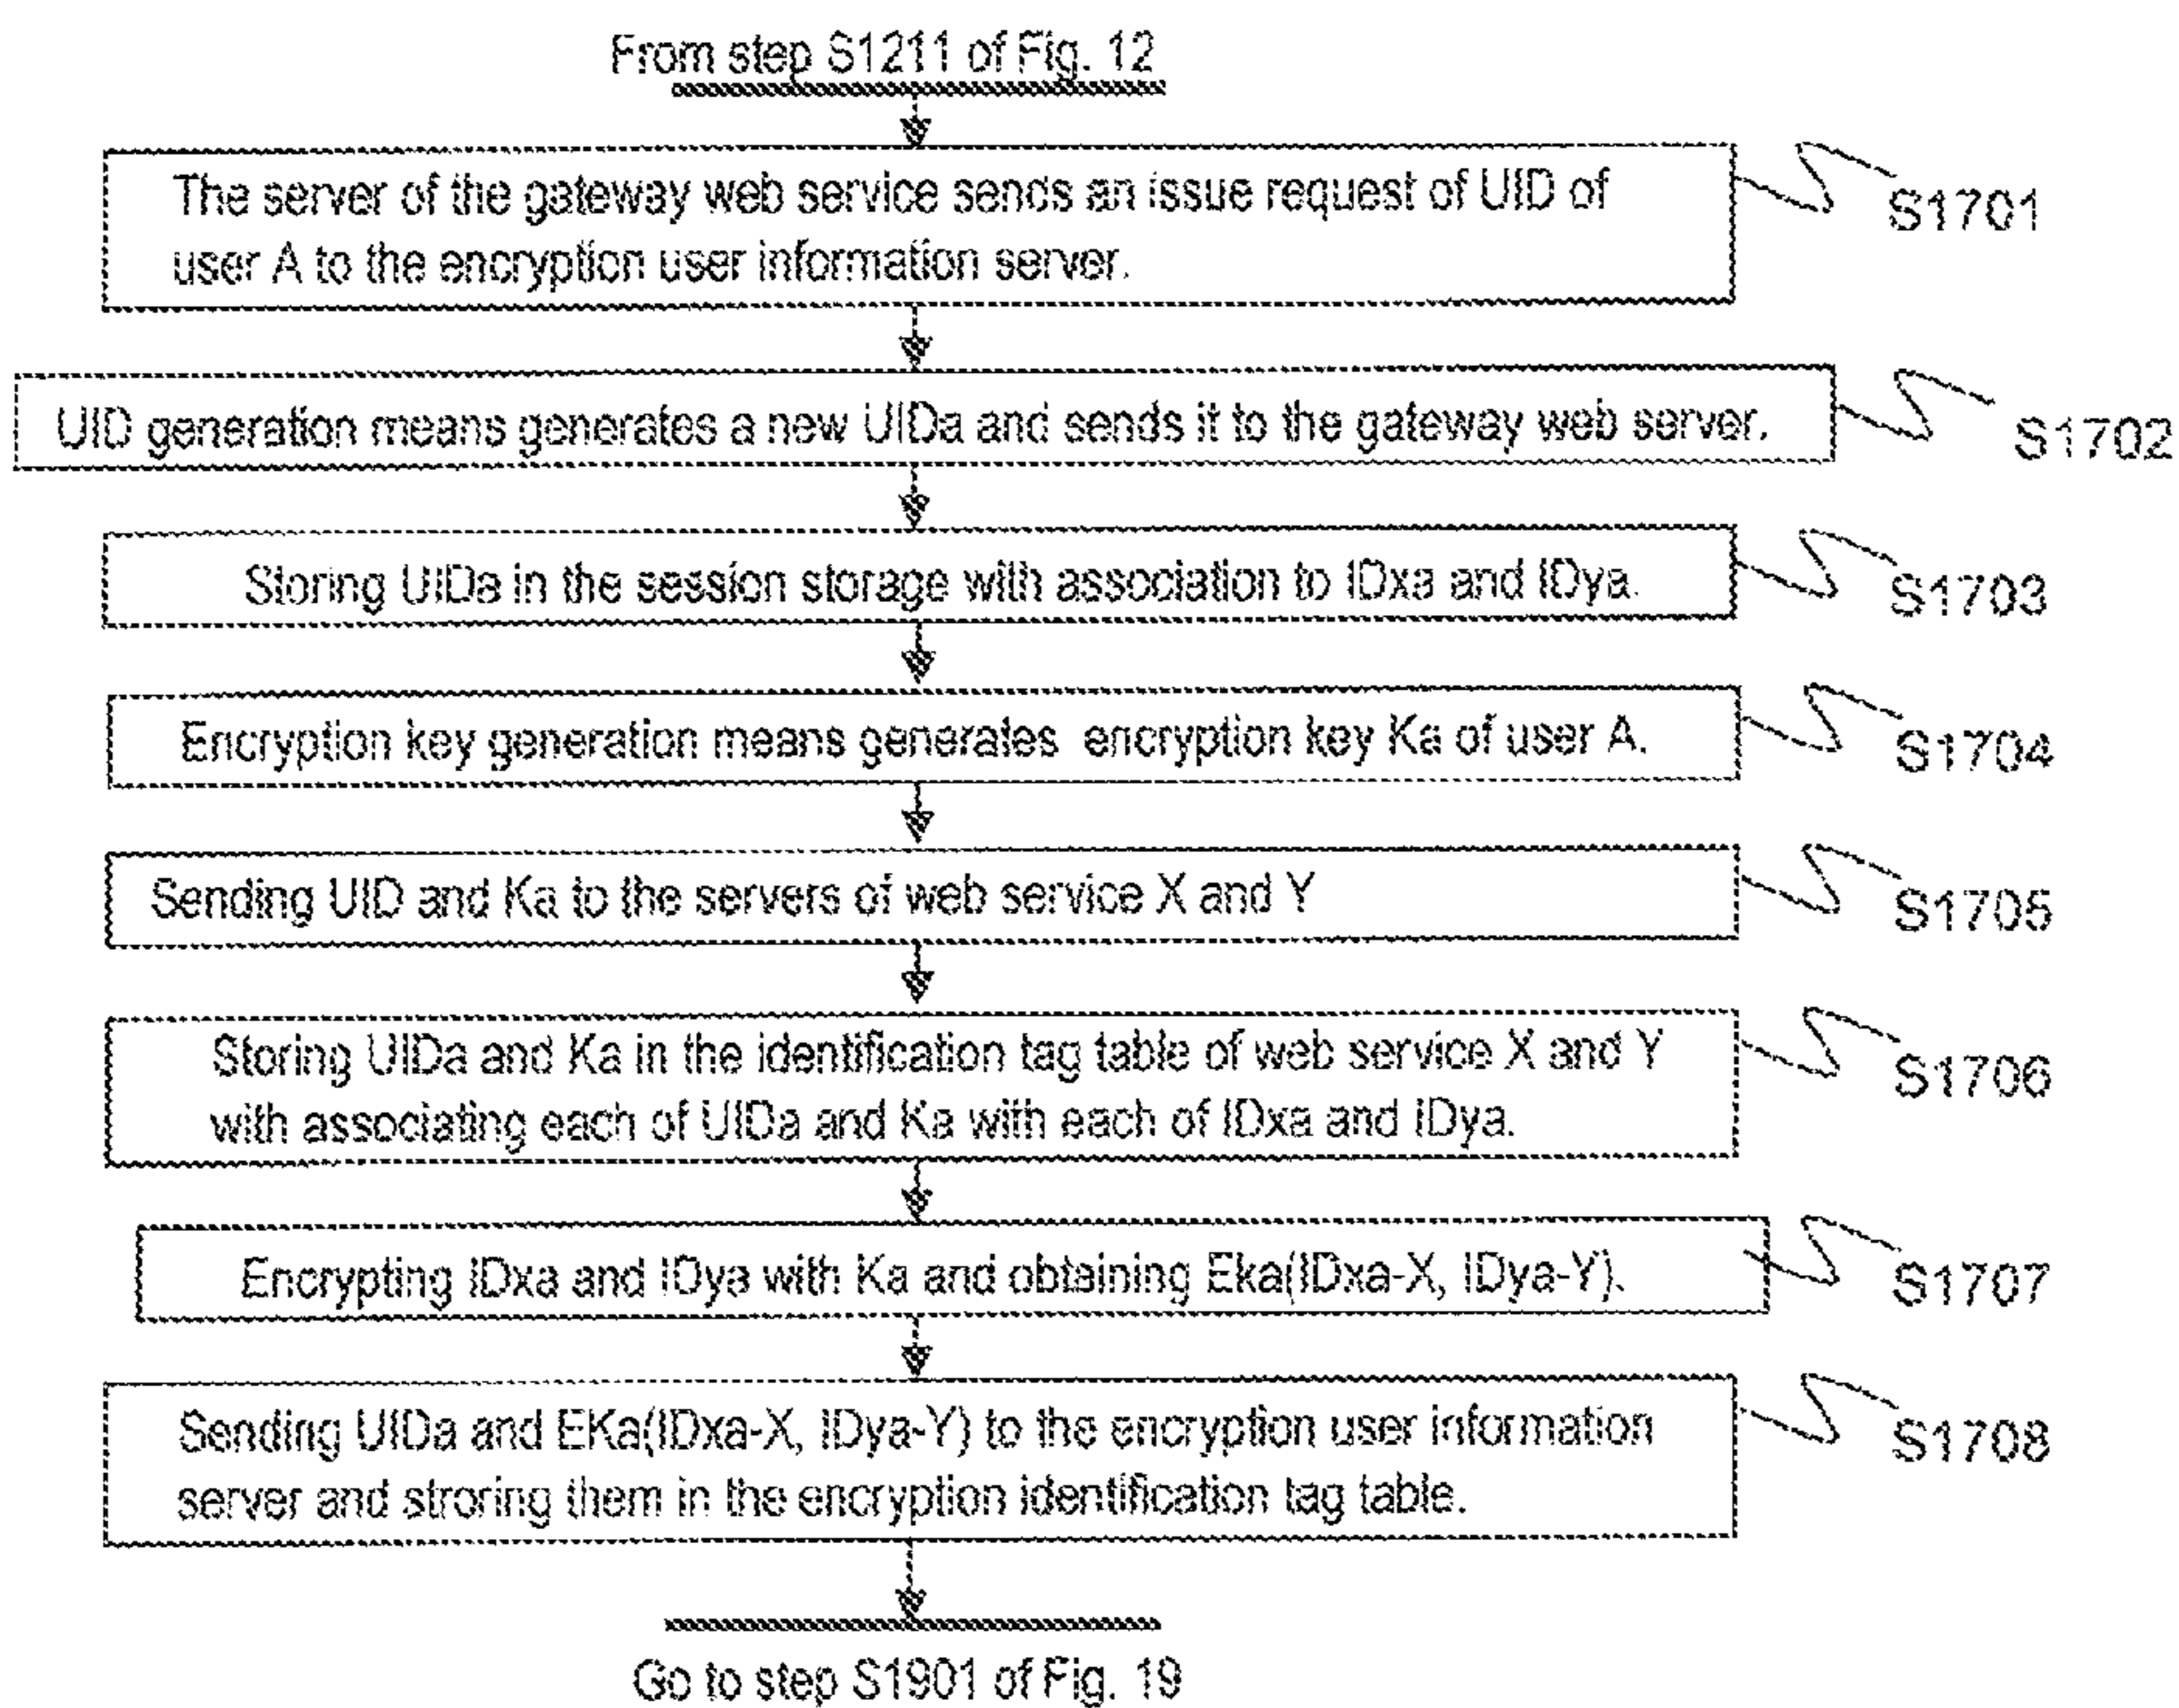 From step S1211 of Fig. 12
The server of the gateway web service sends an issue request of UID of
user A to the encryption user information server.
S1701
UID generation means generates a new UIDa and sends it to the gateway web server.
S1702
Storing UIDa in the session storage with association to IDxa and IDya.
S1703
Encryption key generation means generates encryption key Ka of user A.
S1704
Sending UID and Ka to the servers of web service X and Y
S1705
Storing UIDa and Ka in the identification tag table of web service X and Y
with associating each of UIDa and Ka with each of IDxa and IDya.
S1706
Encrypting IDxa and IDya with Ka and obtaining Eka(IDxa-X, IDya-Y).
S1707
Sending UIDa and EKa(IDxa-X, IDya-Y) to the encryption user information
server and stroring them in the encryption identification tag table.
S1708
Go to step S1901 of Fig. 19